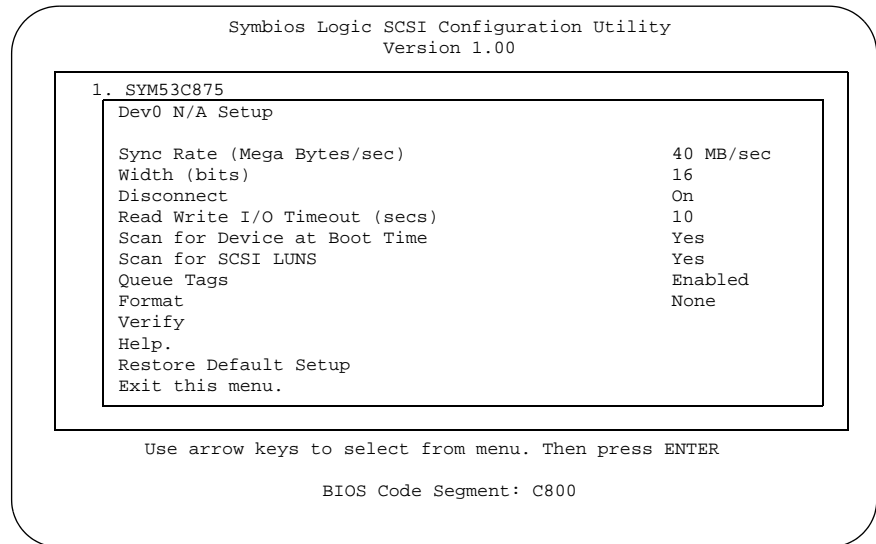 Symbios Logic SCSI Configuration Utility
Version 1.00
1. SYM53C875
Dev0 N/A Setup
Sync Rate (Mega Bytes/sec) 40 MB/sec
Width (bits) 16
Disconnect On
Read Write I/O Timeout (secs) 10
Scan for Device at Boot Time Yes
Scan for SCSI LUNS Yes
Queue Tags Enabled
Format None
Verify
Help.
Restore Default Setup
Exit this menu.
Use arrow keys to select from menu. Then press ENTER
BIOS Code Segment: C800